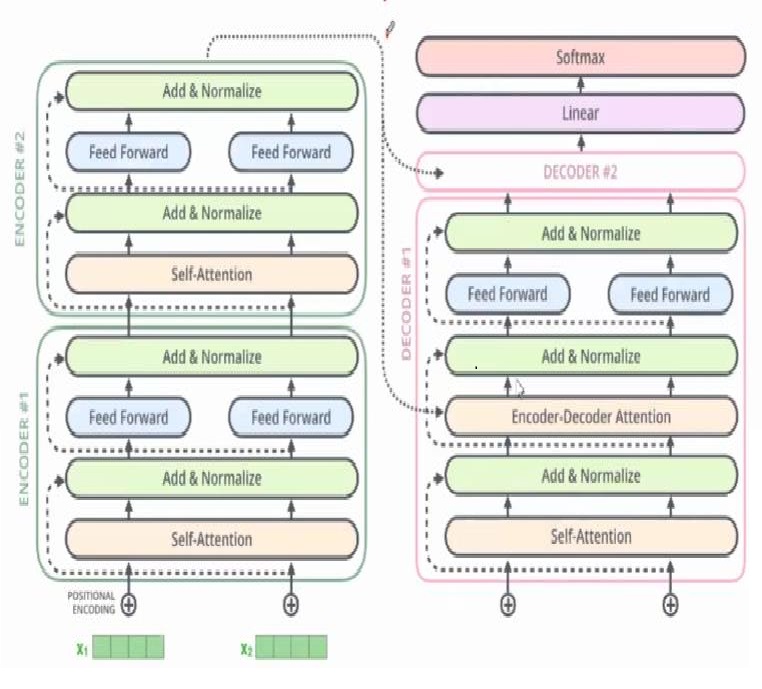 ENCODER #2
Add & Normalize
Feed Forward
Feed Forward
Add & Normalize
Self-Attention
ENCODER #1
Add & Normalize
Feed Forward
Feed Forward
Add & Normalize
Self-Attention
POSITIONAL
ENCODING
X1
X2
Softmax
Linear
DECODER #2
DECODER #1
Add & Normalize
Feed Forward
Feed Forward
Add & Normalize
Encoder-Decoder Attention
Add & Normalize
Self-Attention